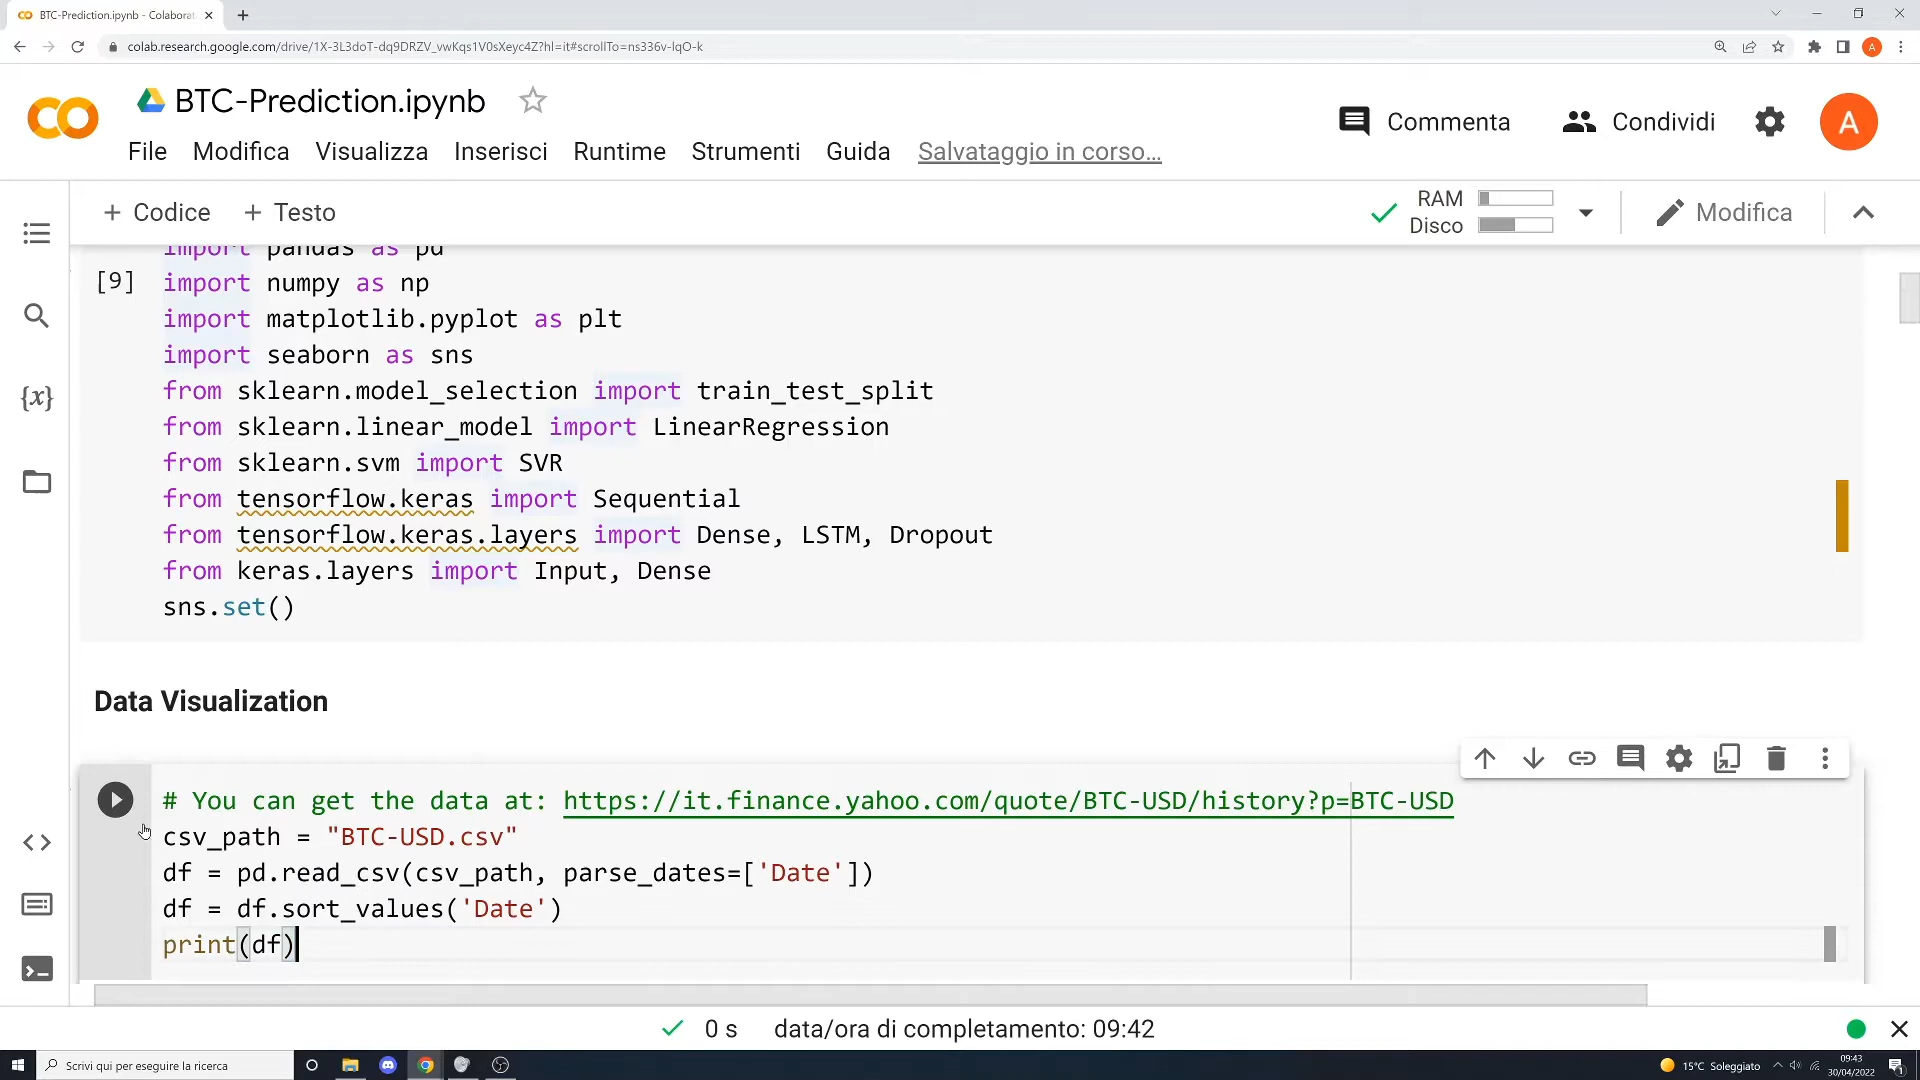 BTC-Prediction.ipynb - Colaborat
colab.research.google.com/drive/1X-3L3doT-dq9DRZV_vwKqs1V0sXeyc4Z?hl=it#scrollTo=ns336v-IqO-k
A
BTC-Prediction.ipynb
Commenta
Condividi
A
File Modifica Visualizza Inserisci Runtime Strumenti Guida Salvataggio in corso…
+ Codice + Testo
RAM
Disco
Modifica
import pandas as pd
[9]
import numpy as np
import matplotlib.pyplot as plt
import seaborn as sns
from sklearn.model_selection import train_test_split
from sklearn.linear_model import LinearRegression
from sklearn.svm import SVR
from tensorflow.keras import Sequential
from tensorflow.keras.layers import Dense, LSTM, Dropout
from keras.layers import Input, Dense
sns.set()
{x}
Data Visualization
# You can get the data at: https://it.finance.yahoo.com/quote/BTC-USD/history?p=BTC-USD
csv_path = "BTC-USD.csv"
df = pd.read_csv(csv_path, parse_dates=['Date'])
df = df.sort_values('Date')
print(df)
0 s data/ora di completamento: 09:42
Scrivi qui per eseguire la ricerca
15°C Soleggiato
09:43
30/04/2022